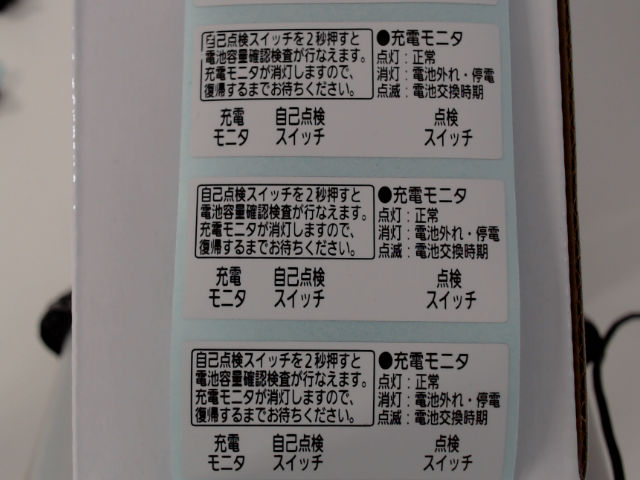 自己点検スイッチを2秒押すと
電池容量確認検査が行なえます。
充電モニタが消灯しますので、
復帰するまでお待ちください。
●充電モニタ
点灯：正常
消灯：電池外れ・停電
点滅：電池交換時期
充電モニタ
自己点検スイッチ
点検スイッチ
自己点検スイッチを2秒押すと
電池容量確認検査が行なえます。
充電モニタが消灯しますので、
復帰するまでお待ちください。
●充電モニタ
点灯：正常
消灯：電池外れ・停電
点滅：電池交換時期
充電 自己点検 点検
モニタ スイッチ スイッチ
自己点検スイッチを2秒押すと
電池容量確認検査が行なえます。
充電モニタが消灯しますので、
復帰するまでお待ちください。
●充電モニタ
点灯：正常
消灯：電池外れ・停電
点滅：電池交換時期
充電 自己点検 点検
モニタ スイッチ スイッチ